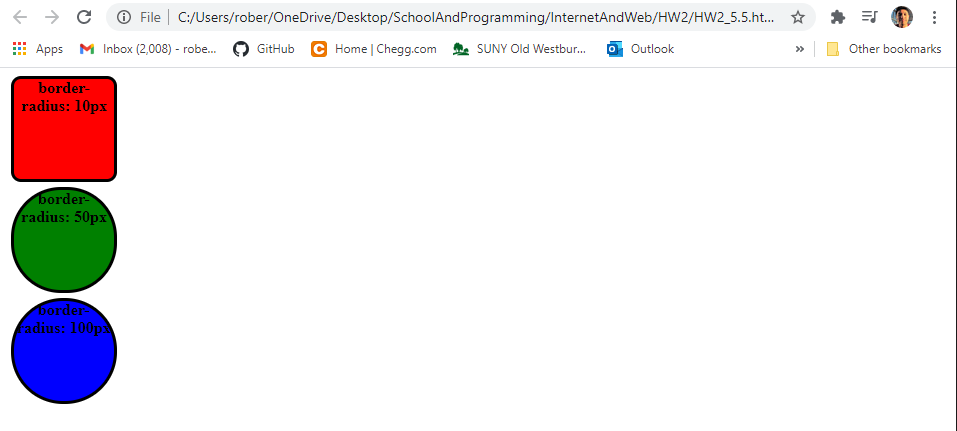 File C:/Users/rober/OneDrive/Desktop/SchoolAndProgramming/InternetAndWeb/HW2/HW2_5.5.ht...
Apps Inbox (2,008) - robe... GitHub C Home | Chegg.com SUNY Old Westbur... Outlook » Other bookmarks
border-
radius: 10px
border-
radius: 50px
border-
radius: 100px